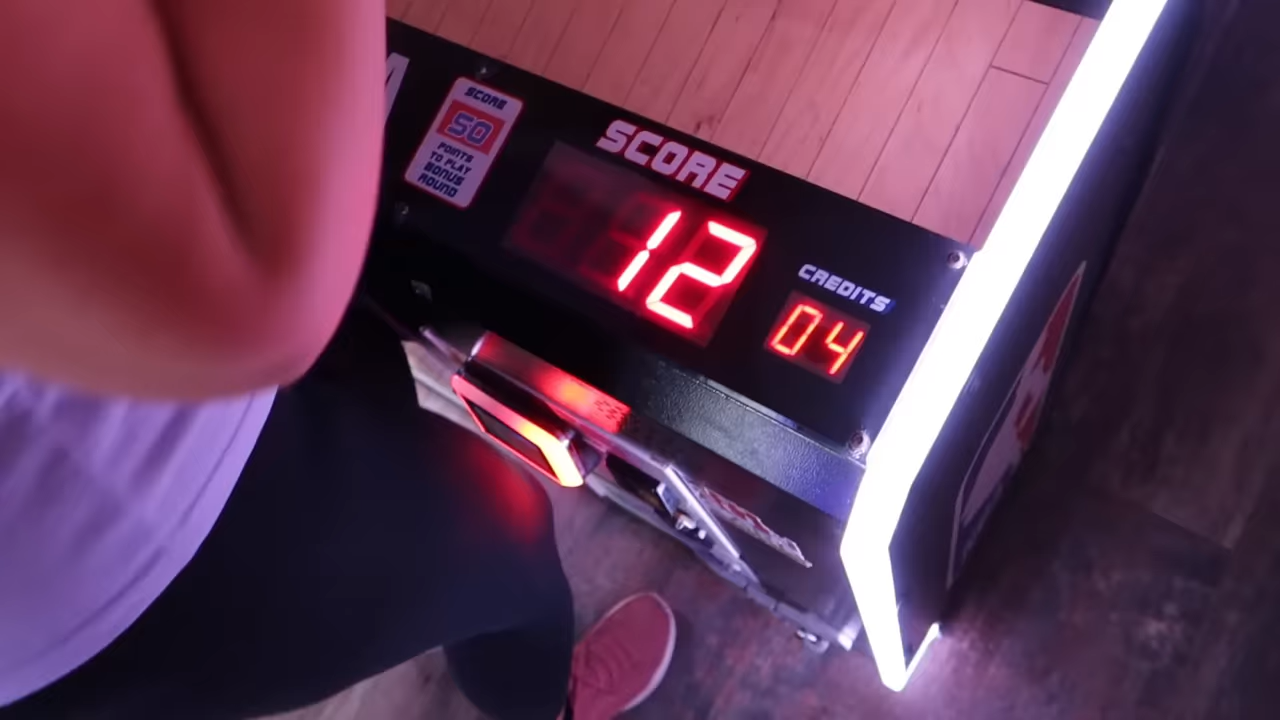 SCORE
50
POINTS
TO PLAY
BONUS
ROUND
SCORE
12
CREDITS
04